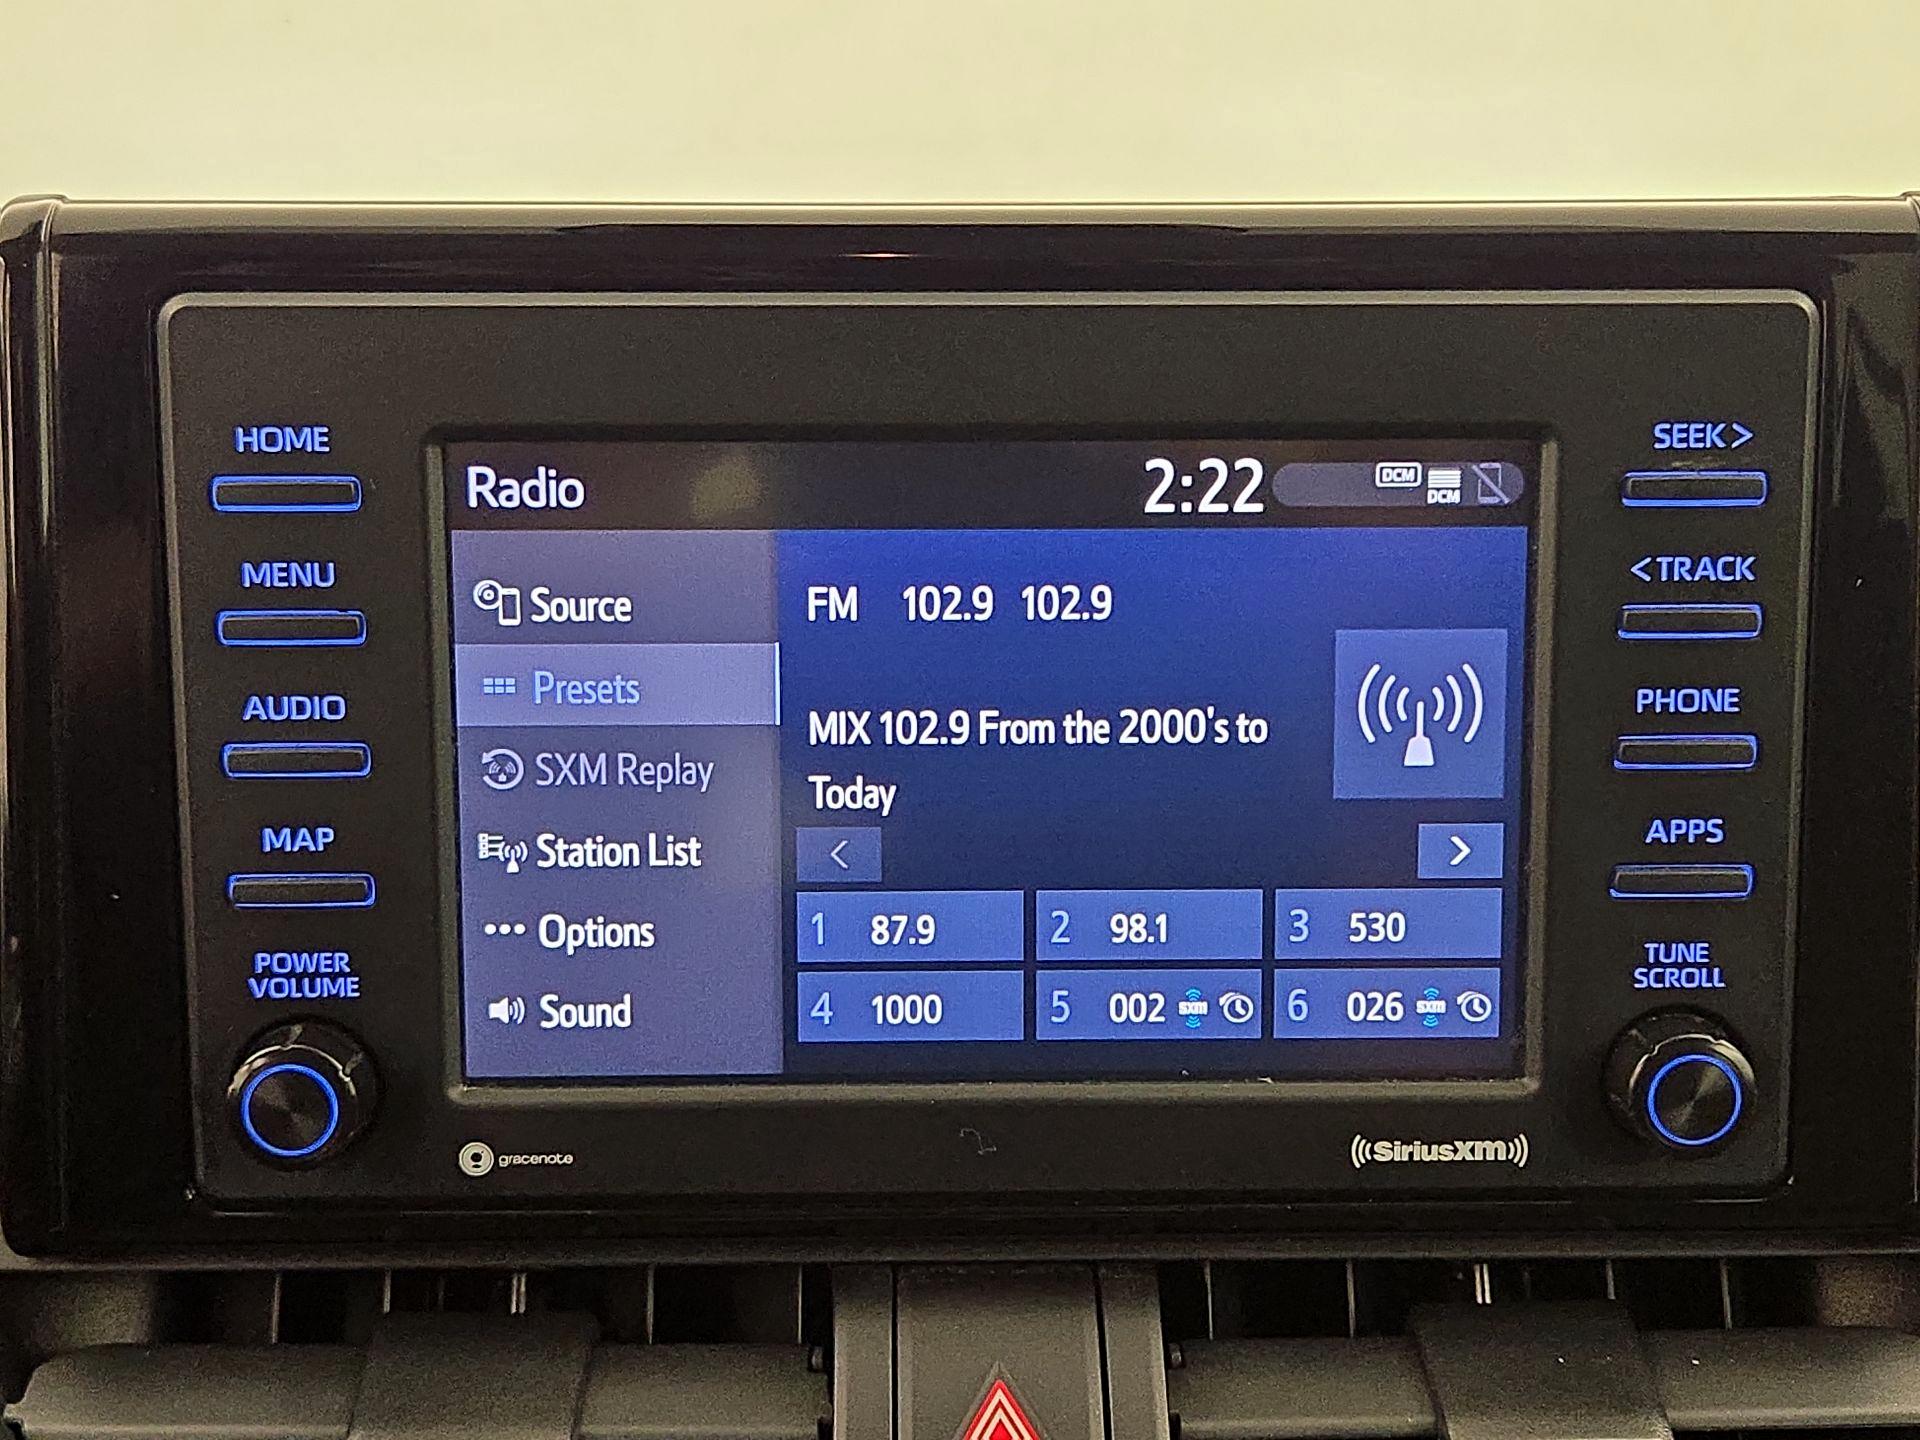 HOME
MENU
AUDIO
MAP
POWER
VOLUME
Radio
2:22
DCM
DCM
Source
Presets
SXM Replay
Station List
Options
Sound
FM 102.9 102.9
MIX 102.9 From the 2000's to
Today
< >
1 87.9
2 98.1
3 530
4 1000
5 002 sxm
6 026 sxm
SEEK >
< TRACK
PHONE
APPS
TUNE
SCROLL
gracenote
((SiriusXM))